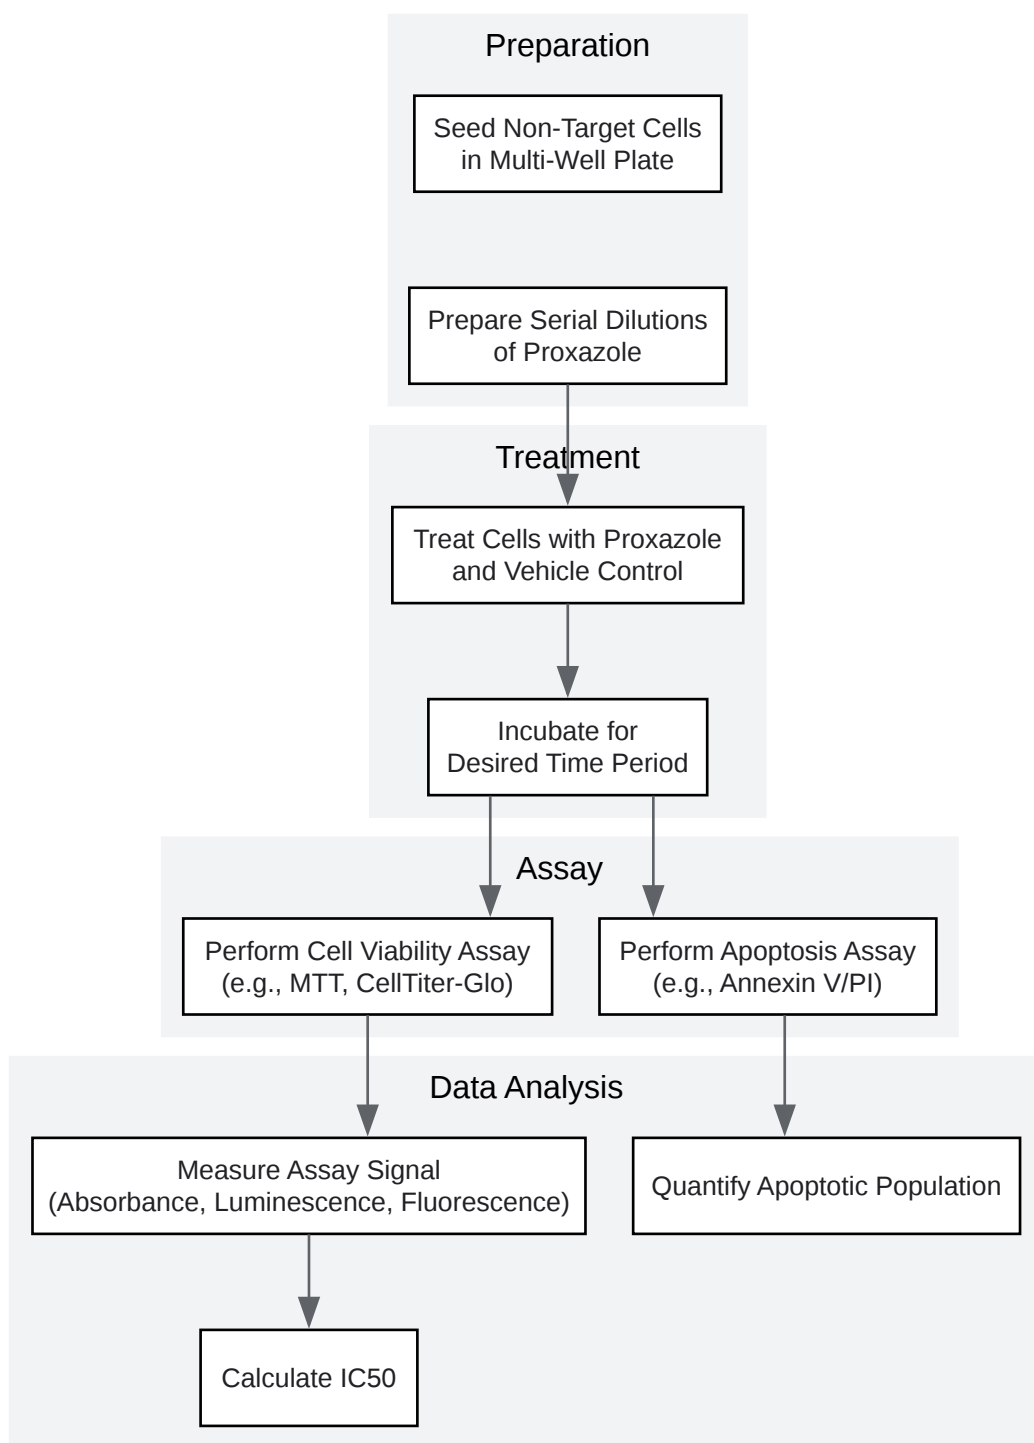 Preparation
Seed Non-Target Cells
in Multi-Well Plate
Prepare Serial Dilutions
of Proxazole
Treatment
Treat Cells with Proxazole
and Vehicle Control
Incubate for
Desired Time Period
Assay
Perform Cell Viability Assay
(e.g., MTT, CellTiter-Glo)
Perform Apoptosis Assay
(e.g., Annexin V/PI)
Data Analysis
Measure Assay Signal
(Absorbance, Luminescence, Fluorescence)
Quantify Apoptotic Population
Calculate IC50